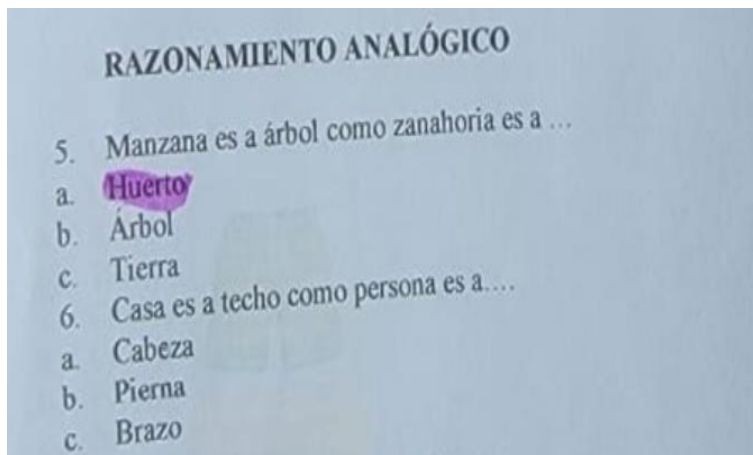 RAZONAMIENTO ANALÓGICO
5. Manzana es a árbol como zanahoria es a ...
a. Huerto
b. Árbol
c. Tierra
6. Casa es a techo como persona es a....
a. Cabeza
b. Pierna
c. Brazo